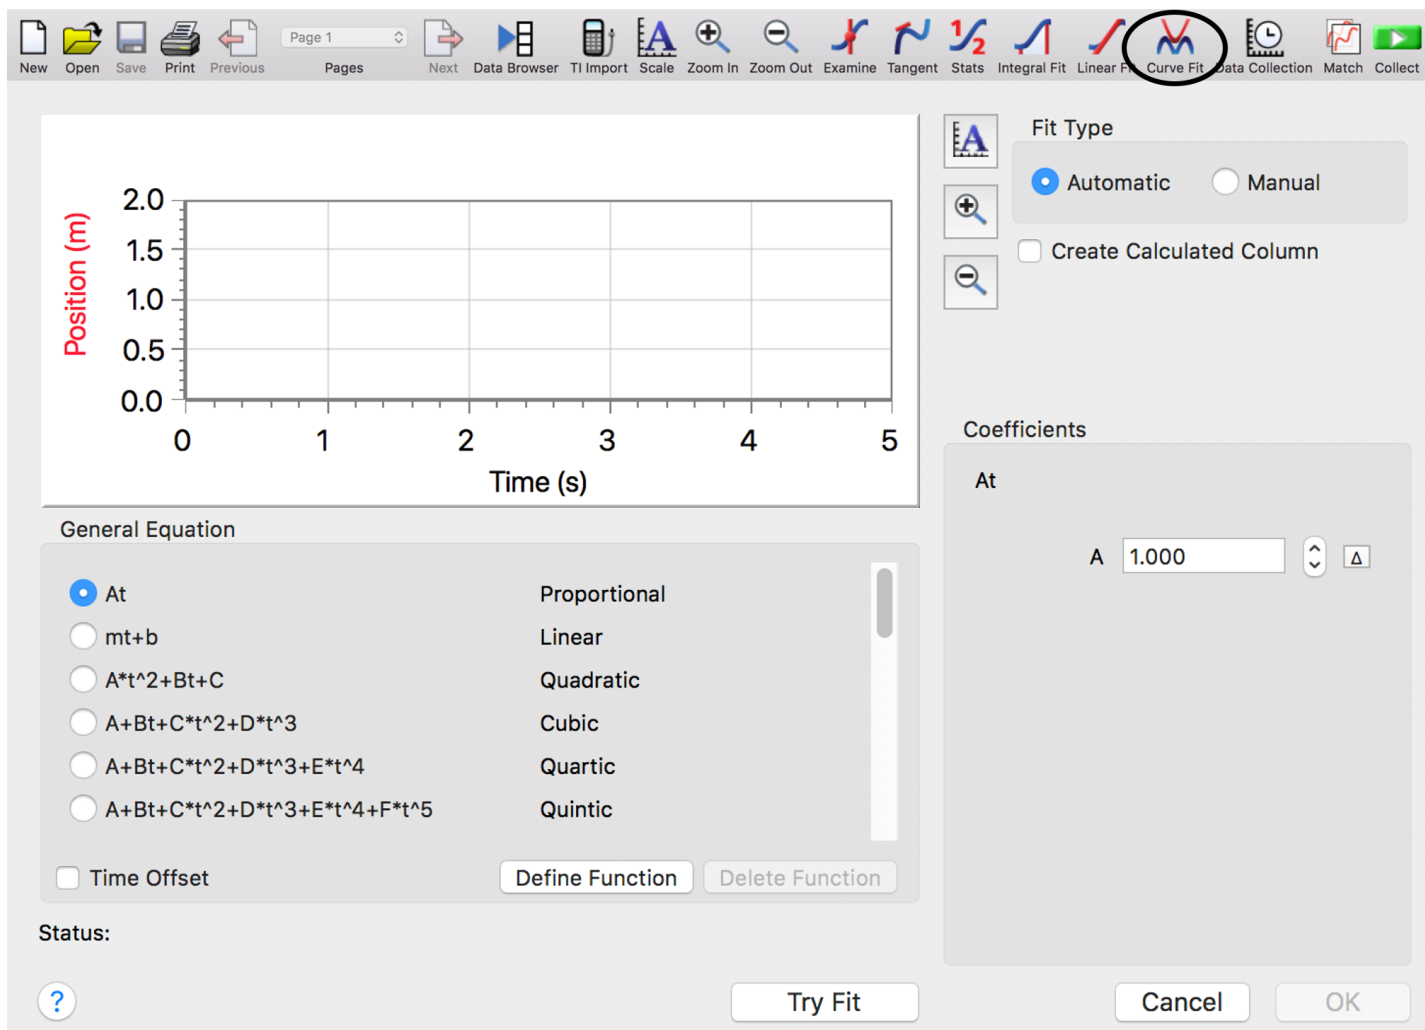 Page 1
1/2
New Open Save Print Previous Pages Next Data Browser TI Import Scale Zoom In Zoom Out Examine Tangent Stats Integral Fit Linear Fit Curve Fit Data Collection Match Collect
Fit Type
Automatic Manual
Create Calculated Column
Position (m)
2.0
1.5
1.0
0.5
0.0
0 1 2 3 4 5
Time (s)
Coefficients
At
A 1.000 Δ
General Equation
At Proportional
mt+b Linear
A*t^2+Bt+C Quadratic
A+Bt+C*t^2+D*t^3 Cubic
A+Bt+C*t^2+D*t^3+E*t^4 Quartic
A+Bt+C*t^2+D*t^3+E*t^4+F*t^5 Quintic
Time Offset Define Function Delete Function
Status:
? Try Fit Cancel OK